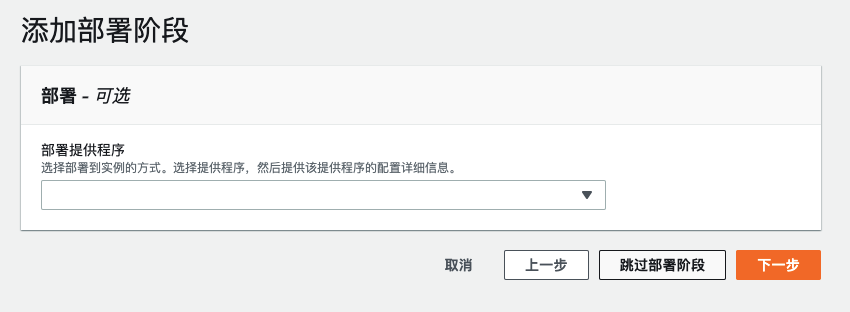 添加部署阶段
部署 - 可选
部署提供程序
选择部署到实例的方式。选择提供程序，然后提供该提供程序的配置详细信息。
取消 上一步 跳过部署阶段 下一步